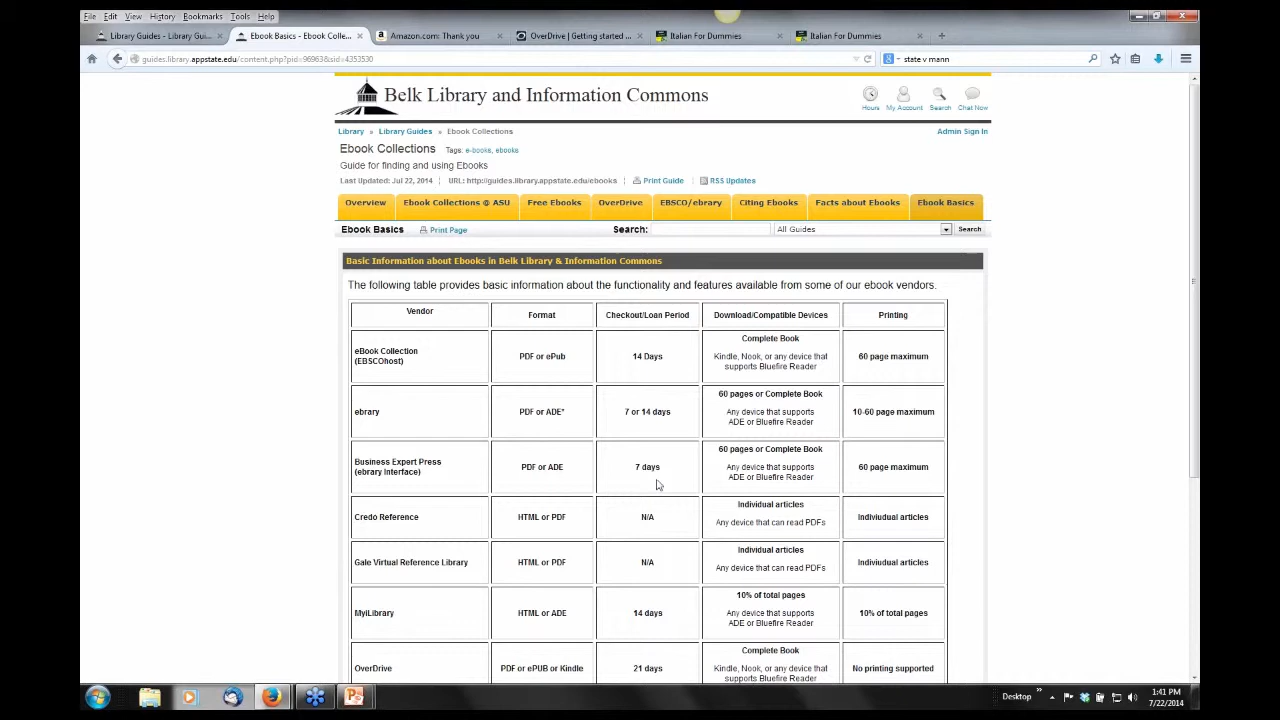 File Edit View History Bookmarks Tools Help
Library Guides - Library Gui... × Ebook Basics - Ebook Colle... × Amazon.com: Thank you × OverDrive | Getting started ... × Italian For Dummies × Italian For Dummies ×
guides.library.appstate.edu/content.php?pid=96963&sid=4353530 state v mann
Belk Library and Information Commons
Hours My Account Search Chat Now
Library » Library Guides » Ebook Collections Admin Sign In
Ebook Collections Tags: e-books, ebooks
Guide for finding and using Ebooks
Last Updated: Jul 22, 2014 URL: http://guides.library.appstate.edu/ebooks Print Guide RSS Updates
Overview Ebook Collections @ ASU Free Ebooks OverDrive EBSCO/ebrary Citing Ebooks Facts about Ebooks Ebook Basics
Ebook Basics Print Page Search: All Guides Search
Basic Information about Ebooks in Belk Library & Information Commons
The following table provides basic information about the functionality and features available from some of our ebook vendors.
Vendor Format Checkout/Loan Period Download/Compatible Devices Printing
eBook Collection
(EBSCOhost)
PDF or ePub
14 Days
Complete Book
Kindle, Nook, or any device that
supports Bluefire Reader
60 page maximum
ebrary
PDF or ADE*
7 or 14 days
60 pages or Complete Book
Any device that supports
ADE or Bluefire Reader
10-60 page maximum
Business Expert Press
(ebrary Interface)
PDF or ADE
7 days
60 pages or Complete Book
Any device that supports
ADE or Bluefire Reader
60 page maximum
Credo Reference
HTML or PDF
N/A
Individual articles
Any device that can read PDFs
Indiviudual articles
Gale Virtual Reference Library
HTML or PDF
N/A
Individual articles
Any device that can read PDFs
Indiviudual articles
MyiLibrary
HTML or ADE
14 days
10% of total pages
Any device that supports
ADE or Bluefire Reader
10% of total pages
OverDrive
PDF or ePUB or Kindle
21 days
Complete Book
Kindle, Nook, or any device that
supports Bluefire Reader
No printing supported
Desktop »
1:41 PM
7/22/2014